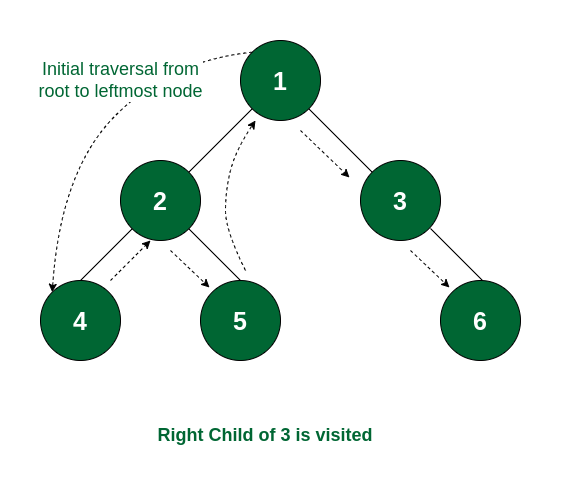 Initial traversal from
root to leftmost node
1
2
3
4
5
6
Right Child of 3 is visited